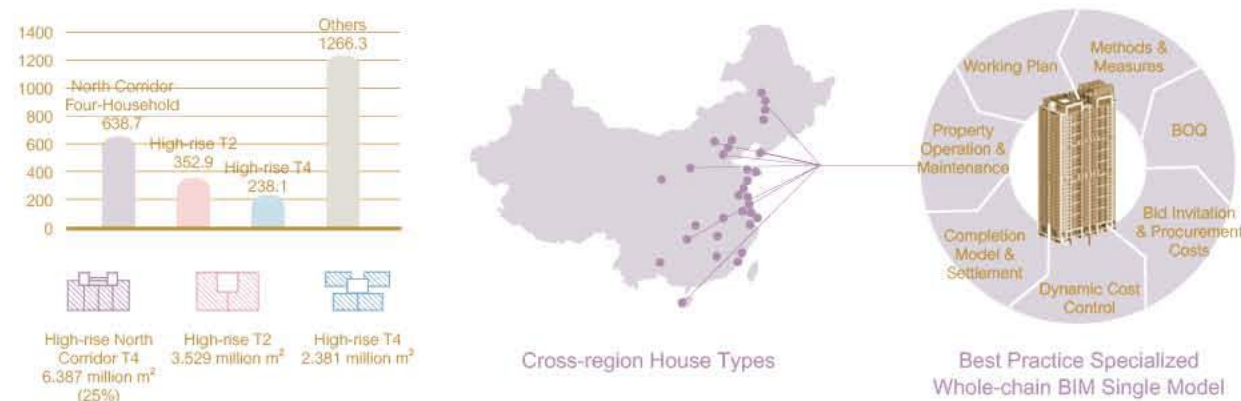 1400
1200
1000
800
600
400
200
0
North Corridor
Four-Household
638.7
High-rise T2
352.9
High-rise T4
238.1
Others
1266.3
High-rise North
Corridor T4
6.387 million m²
(25%)
High-rise T2
3.529 million m²
High-rise T4
2.381 million m²
Cross-region House Types
Working Plan
Methods &
Measures
BOQ
Bid Invitation
& Procurement
Costs
Dynamic Cost
Control
Completion
Model &
Settlement
Property
Operation &
Maintenance
Best Practice Specialized
Whole-chain BIM Single Model